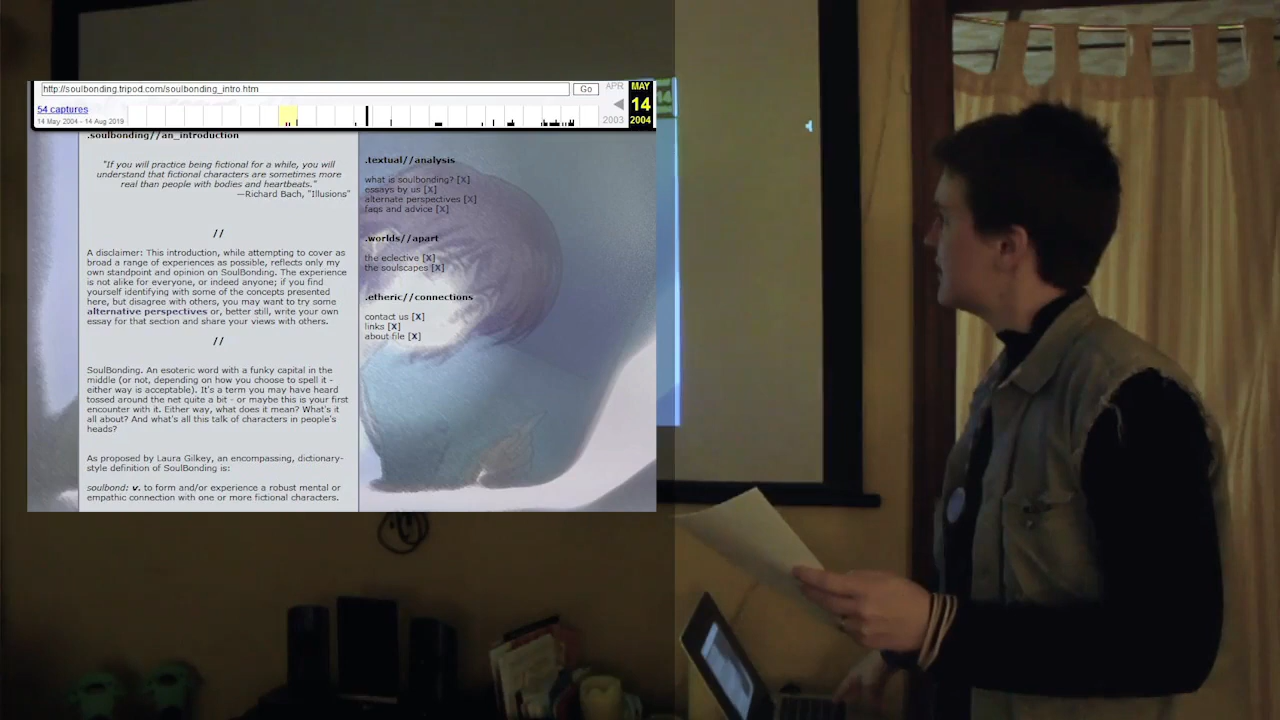 http://soulbonding.tripod.com/soulbonding_intro.htm
Go
APR
MAY
54 captures
14
14 May 2004 - 14 Aug 2019
2003
2004
.soulbonding//an_introduction
"If you will practice being fictional for a while, you will
understand that fictional characters are sometimes more
real than people with bodies and heartbeats."
—Richard Bach, "Illusions"
//
A disclaimer: This introduction, while attempting to cover as
broad a range of experiences as possible, reflects only my
own standpoint and opinion on SoulBonding. The experience
is not alike for everyone, or indeed anyone; if you find
yourself identifying with some of the concepts presented
here, but disagree with others, you may want to try some
alternative perspectives or, better still, write your own
essay for that section and share your views with others.
//
SoulBonding. An esoteric word with a funky capital in the
middle (or not, depending on how you choose to spell it -
either way is acceptable). It's a term you may have heard
tossed around the net quite a bit - or maybe this is your first
encounter with it. Either way, what does it mean? What's it
all about? And what's all this talk of characters in people's
heads?
As proposed by Laura Gilkey, an encompassing, dictionary-
style definition of SoulBonding is:
soulbond: v. to form and/or experience a robust mental or
empathic connection with one or more fictional characters.
.textual//analysis
what is soulbonding? [X]
essays by us [X]
alternate perspectives [X]
faqs and advice [X]
.worlds//apart
the eclective [X]
the soulscapes [X]
.etheric//connections
contact us [X]
links [X]
about file [X]
14